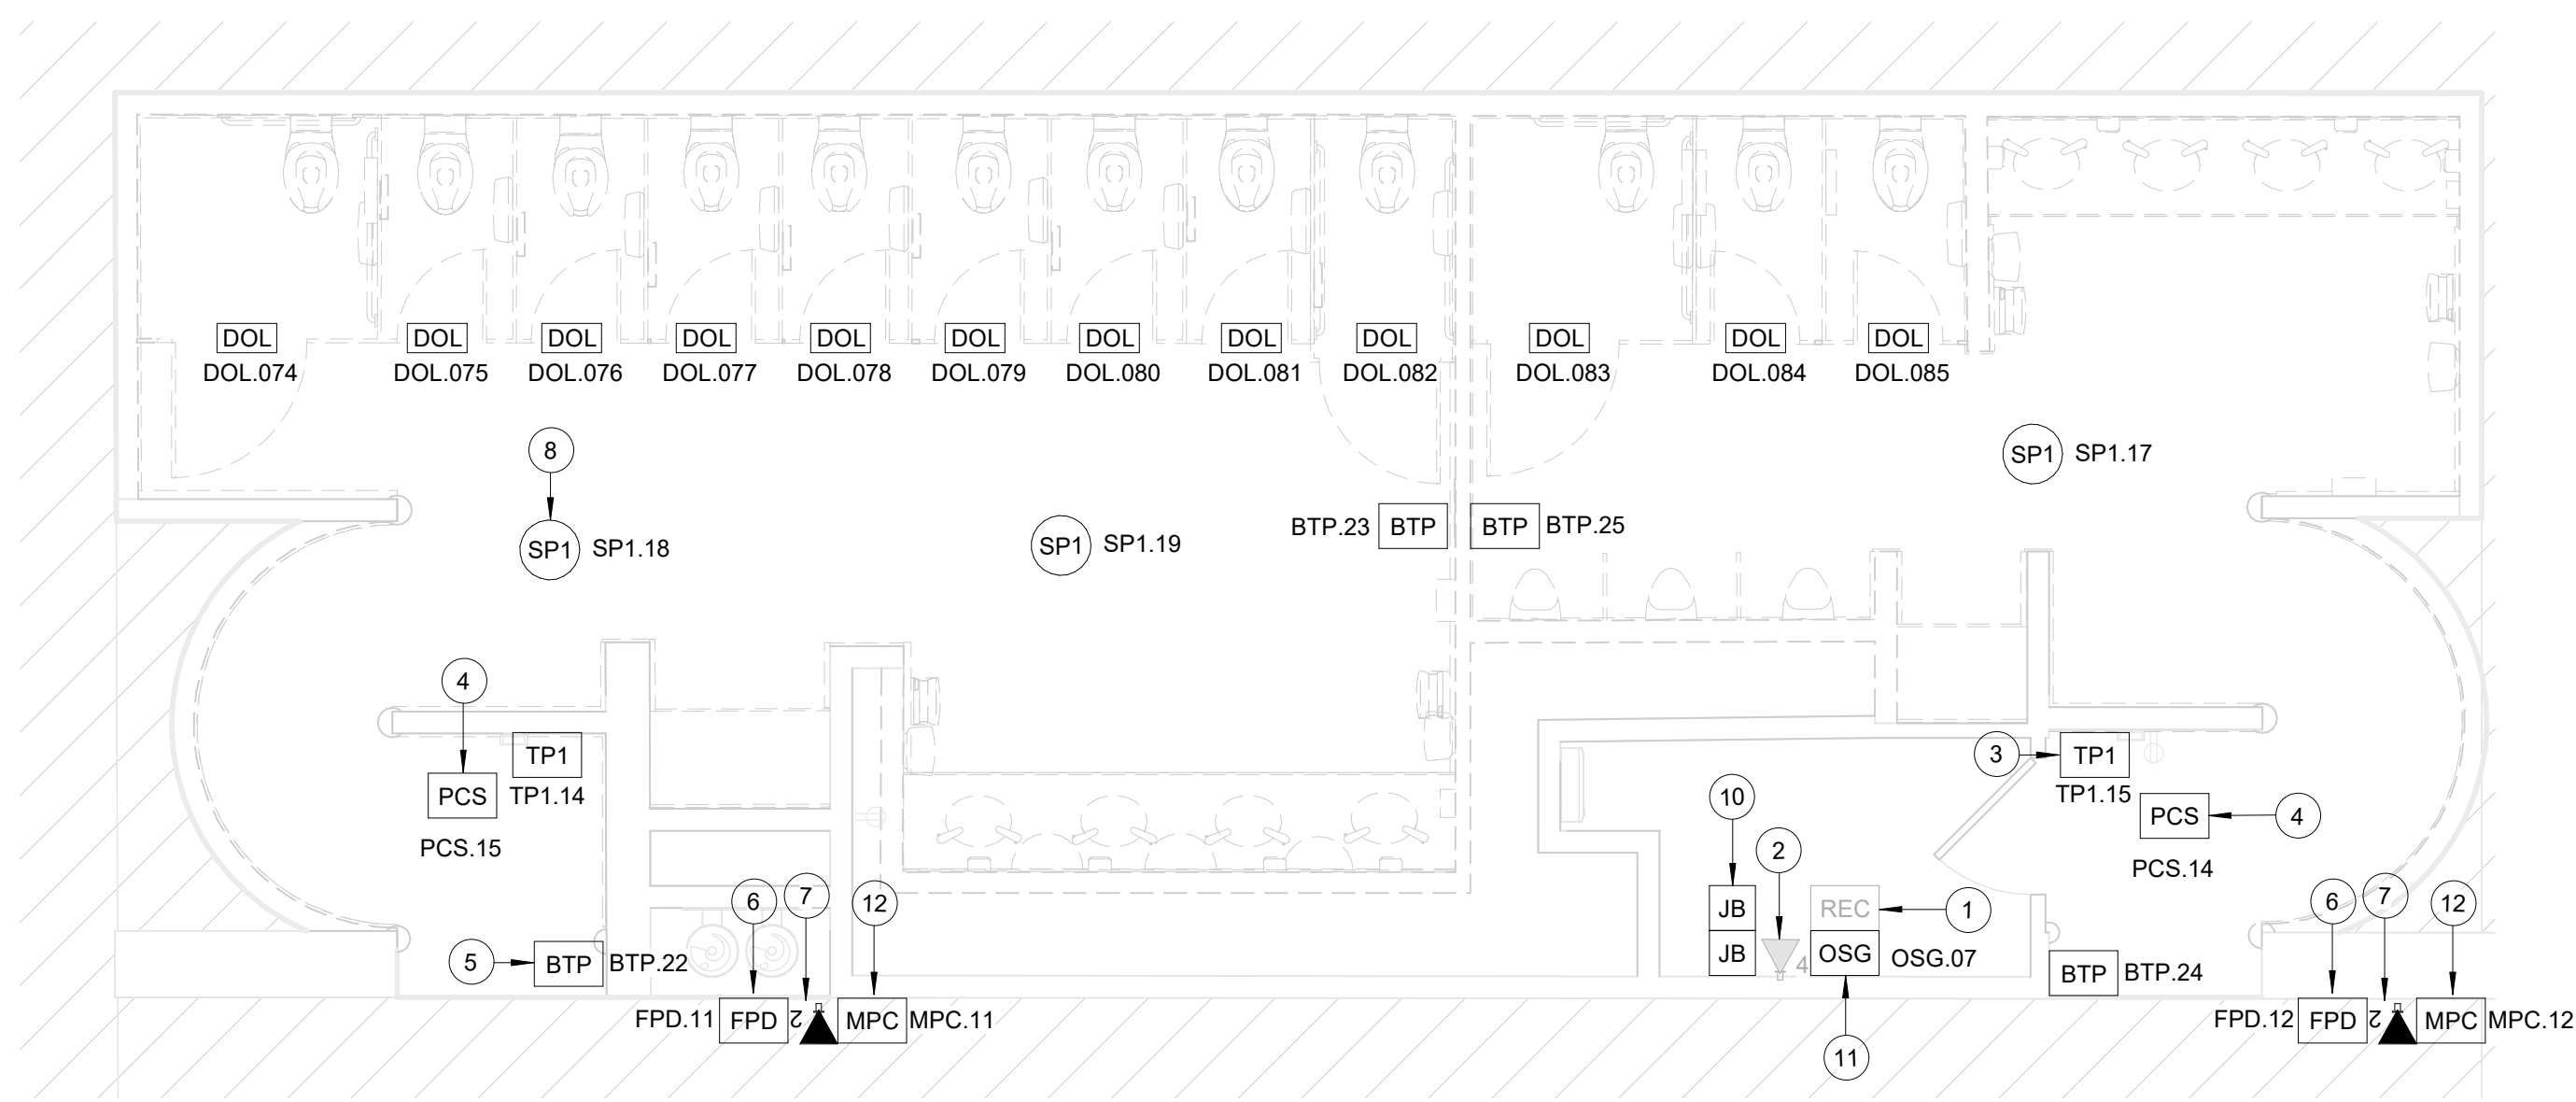 DOL DOL DOL DOL DOL DOL DOL DOL DOL DOL DOL DOL
DOL.074 DOL.075 DOL.076 DOL.077 DOL.078 DOL.079 DOL.080 DOL.081 DOL.082 DOL.083 DOL.084 DOL.085
8
SP1 SP1.17
BTP.23 BTP BTP BTP.25
SP1 SP1.18
SP1 SP1.19
4
TP1
3 TP1
PCS TP1.14
TP1.15
10
PCS 4
PCS.15
2
PCS.14
6 7 12
JB REC 1
6 7 12
5 BTP BTP.22
JB 4 OSG OSG.07
BTP BTP.24
FPD.11 FPD 2 MPC MPC.11
FPD.12 FPD 2 MPC MPC.12
11